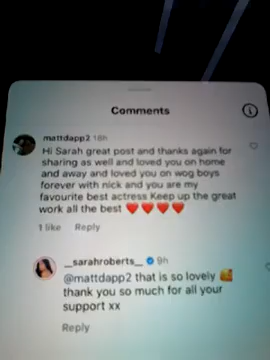 Comments
mattdapp2 18h
Hi Sarah great post and thanks again for
sharing as well and loved you on home
and away and loved you on wog boys
forever with nick and you are my
favourite best actress Keep up the great
work all the best ❤️❤️❤️❤️
1 like Reply
__sarahroberts__ 9h
@mattdapp2 that is so lovely 🥰
thank you so much for all your
support xx
Reply